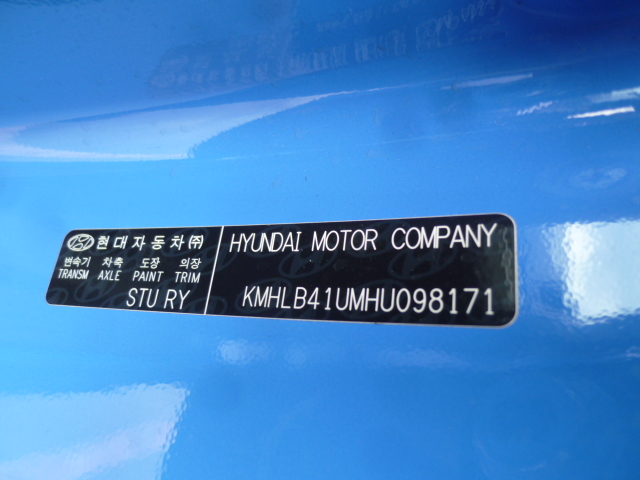 현대자동차㈜
변속기 차축 도장 의장
TRANSM AXLE PAINT TRIM
STU RY
HYUNDAI MOTOR COMPANY
KMHLB41UMHU098171